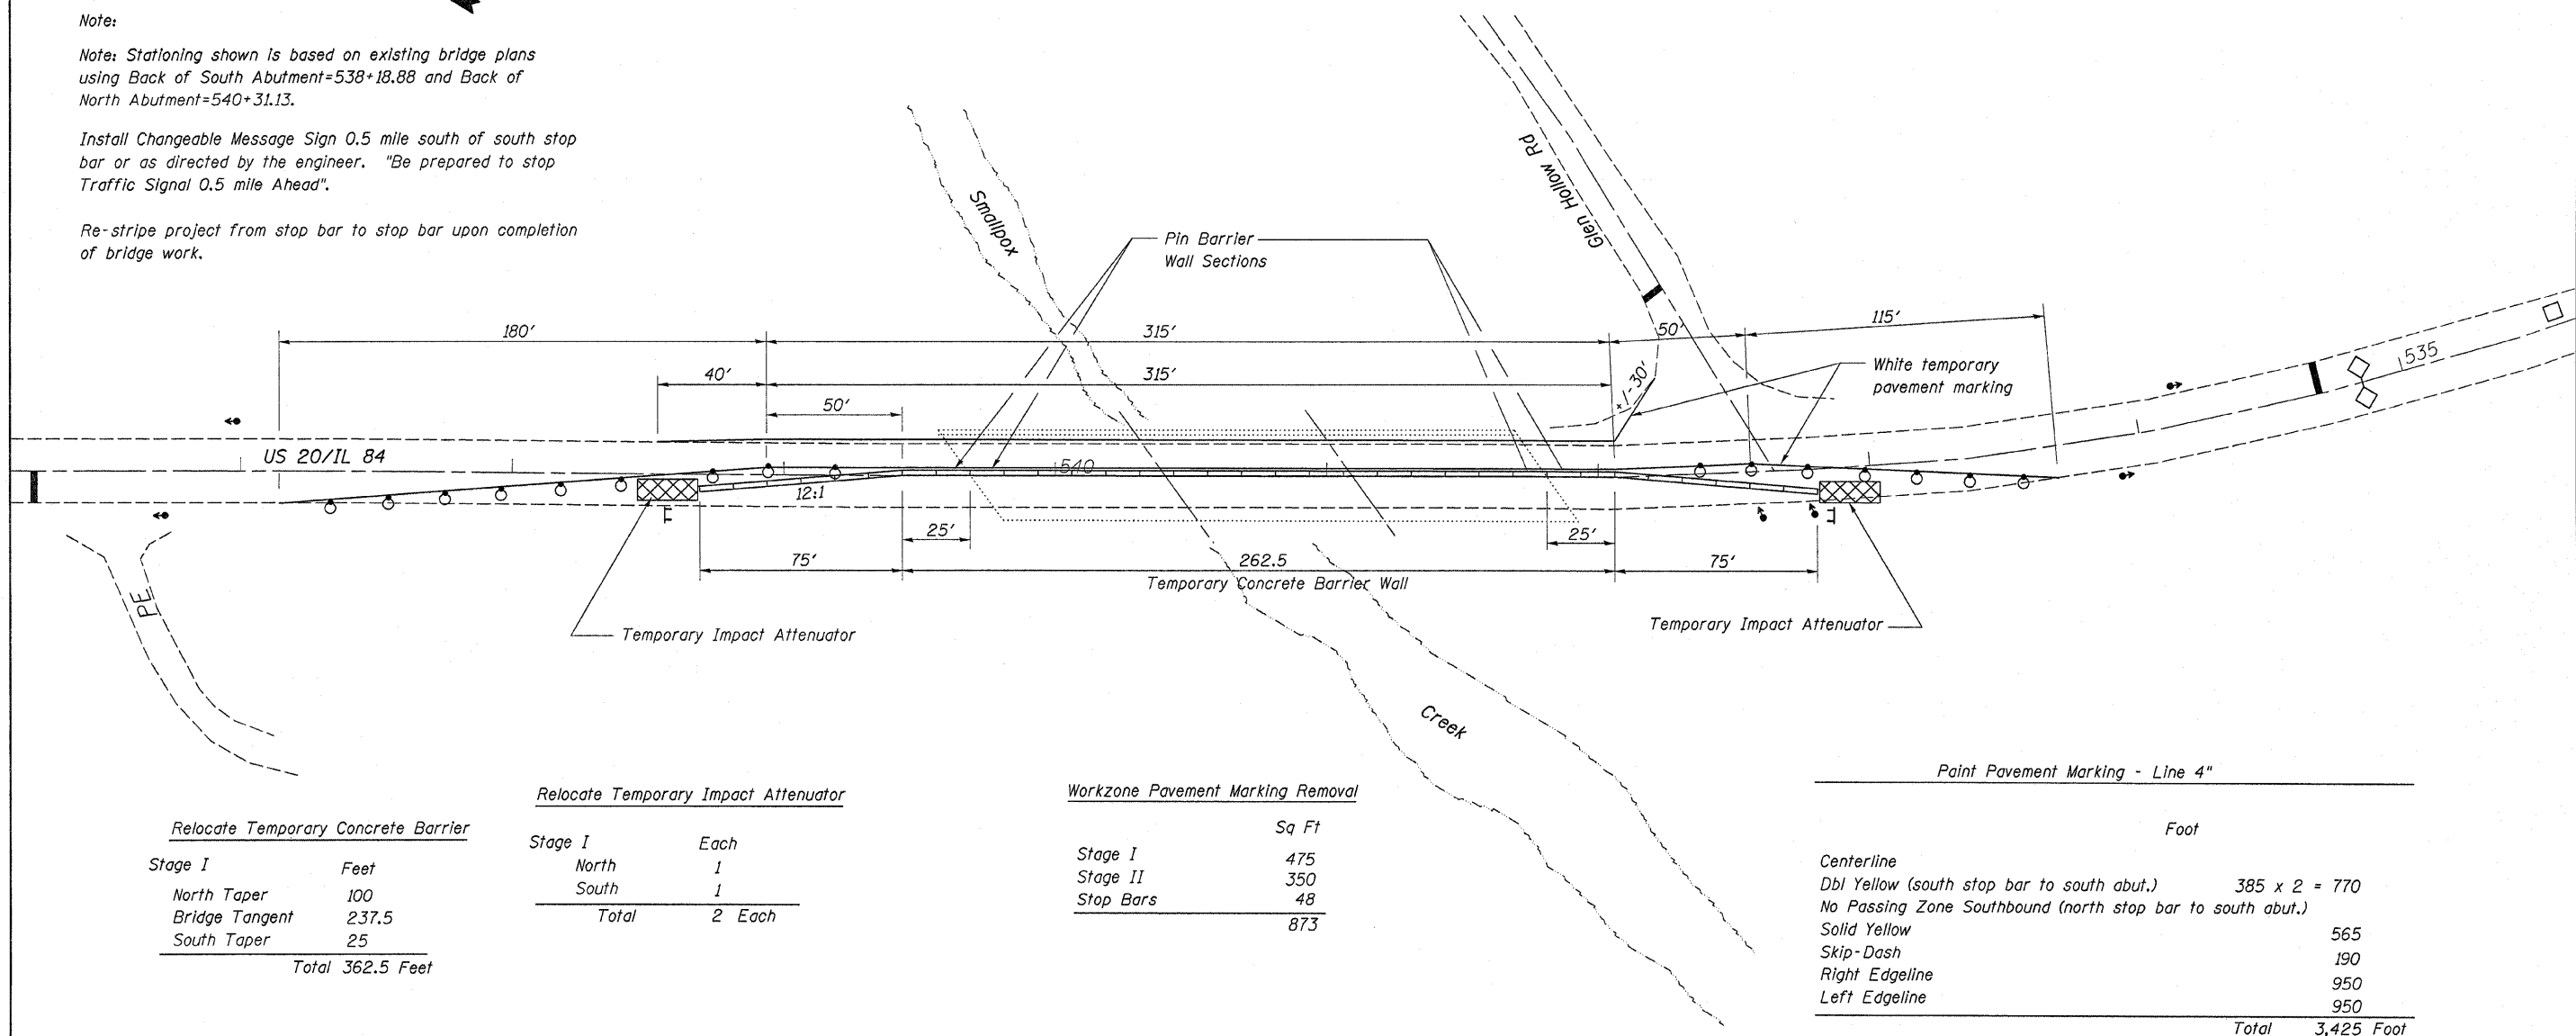 Note:
Note: Stationing shown is based on existing bridge plans
using Back of South Abutment=538+18.88 and Back of
North Abutment=540+31.13.
Install Changeable Message Sign 0.5 mile south of south stop
bar or as directed by the engineer. "Be prepared to stop
Traffic Signal 0.5 mile Ahead".
Re-stripe project from stop bar to stop bar upon completion
of bridge work.
Smallpox
Glen Hollow Rd
Pin Barrier
Wall Sections
180'
315'
50'
115'
40'
315'
+/-30'
White temporary
pavement marking
535
50'
US 20/IL 84
540
12:1
25'
25'
75'
262.5
75'
Temporary Concrete Barrier Wall
PE
Temporary Impact Attenuator
Temporary Impact Attenuator
Creek
Relocate Temporary Concrete Barrier
Stage I Feet
North Taper 100
Bridge Tangent 237.5
South Taper 25
Total 362.5 Feet
Relocate Temporary Impact Attenuator
Stage I Each
North 1
South 1
Total 2 Each
Workzone Pavement Marking Removal
Sq Ft
Stage I 475
Stage II 350
Stop Bars 48
873
Paint Pavement Marking - Line 4"
Foot
Centerline
Dbl Yellow (south stop bar to south abut.) 385 x 2 = 770
No Passing Zone Southbound (north stop bar to south abut.)
Solid Yellow 565
Skip-Dash 190
Right Edgeline 950
Left Edgeline 950
Total 3,425 Foot